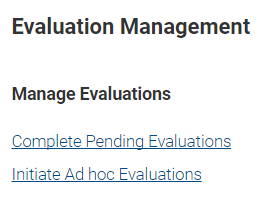 Evaluation Management
Manage Evaluations
Complete Pending Evaluations
Initiate Ad hoc Evaluations